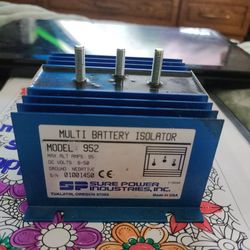 MULTI BATTERY ISOLATOR
MODEL: 952
MAX ALT AMPS: 95
DC VOLTS 6-50
GROUND: NEGATIVE
S/N 01001450
SP SURE POWER
INDUSTRIES, INC.
TUALATIN, OREGON 97062
MADE IN USA